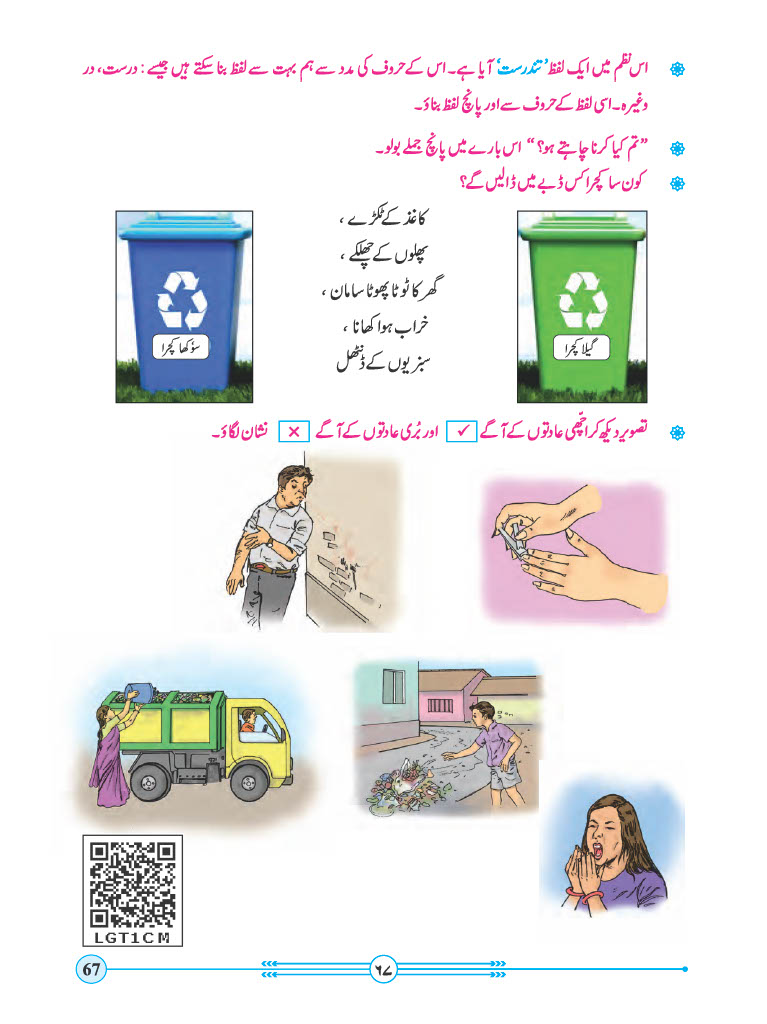 اس نظم میں ایک لفظ ’تندرست‘ آیا ہے۔ اس کے حروف کی مدد سے ہم بہت سے لفظ بنا سکتے ہیں جیسے : درست، در
وغیرہ۔ اسی لفظ کے حروف سے اور پانچ لفظ بناؤ۔
”تم کیا کرنا چاہتے ہو؟“ اس بارے میں پانچ جملے بولو۔
کون سا کچرا کس ڈبے میں ڈالیں گے؟
کاغذ کے ٹکڑے ،
پھلوں کے چھلکے ،
گھر کا ٹوٹا پھوٹا سامان ،
خراب ہوا کھانا ،
سبزیوں کے ڈنٹھل
گیلا کچرا
سوٗکھا کچرا
تصویر دیکھ کر اچھّی عادتوں کے آگے ✓ اور بُری عادتوں کے آگے × نشان لگاؤ۔
LGT1CM
67
۶۷